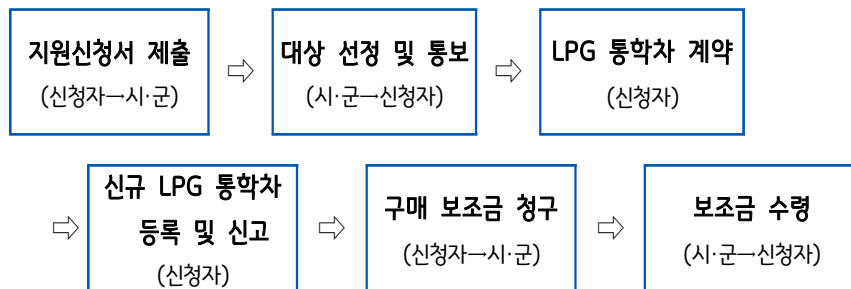 지원신청서 제출
(신청자→시·군)
⇨
대상 선정 및 통보
(시·군→신청자)
⇨
LPG 통학차 계약
(신청자)
⇨
신규 LPG 통학차
등록 및 신고
(신청자)
⇨
구매 보조금 청구
(신청자→시·군)
⇨
보조금 수령
(시·군→신청자)